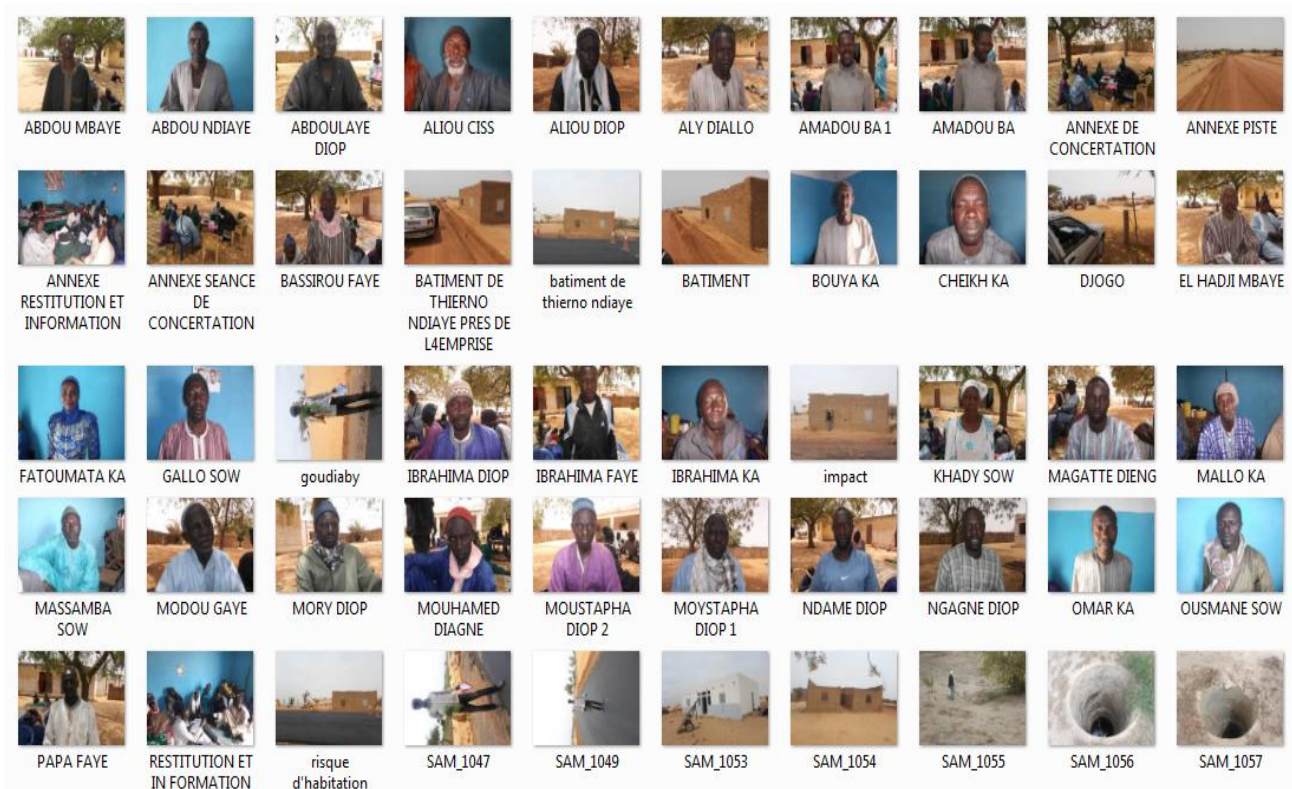 ABDOU MBAYE
ABDOU NDIAYE
ABDOULAYE
DIOP
ALIOU CISS
ALIOU DIOP
ALY DIALLO
AMADOU BA 1
AMADOU BA
ANNEXE DE
CONCERTATION
ANNEXE PISTE
ANNEXE
RESTITUTION ET
INFORMATION
ANNEXE SEANCE
DE
CONCERTATION
BASSIROU FAYE
BATIMENT DE
THIERNO
NDIAYE PRES DE
L4EMPRISE
batiment de
thierno ndiaye
BATIMENT
BOUYA KA
CHEIKH KA
DJOGO
EL HADJI MBAYE
FATOUMATA KA
GALLO SOW
goudiaby
IBRAHIMA DIOP
IBRAHIMA FAYE
IBRAHIMA KA
impact
KHADY SOW
MAGATTE DIENG
MALLO KA
MASSAMBA
SOW
MODOU GAYE
MORY DIOP
MOUHAMED
DIAGNE
MOUSTAPHA
DIOP 2
MOYSTAPHA
DIOP 1
NDAME DIOP
NGAGNE DIOP
OMAR KA
OUSMANE SOW
PAPA FAYE
RESTITUTION ET
IN FORMATION
risque
d'habitation
SAM_1047
SAM_1049
SAM_1053
SAM_1054
SAM_1055
SAM_1056
SAM_1057